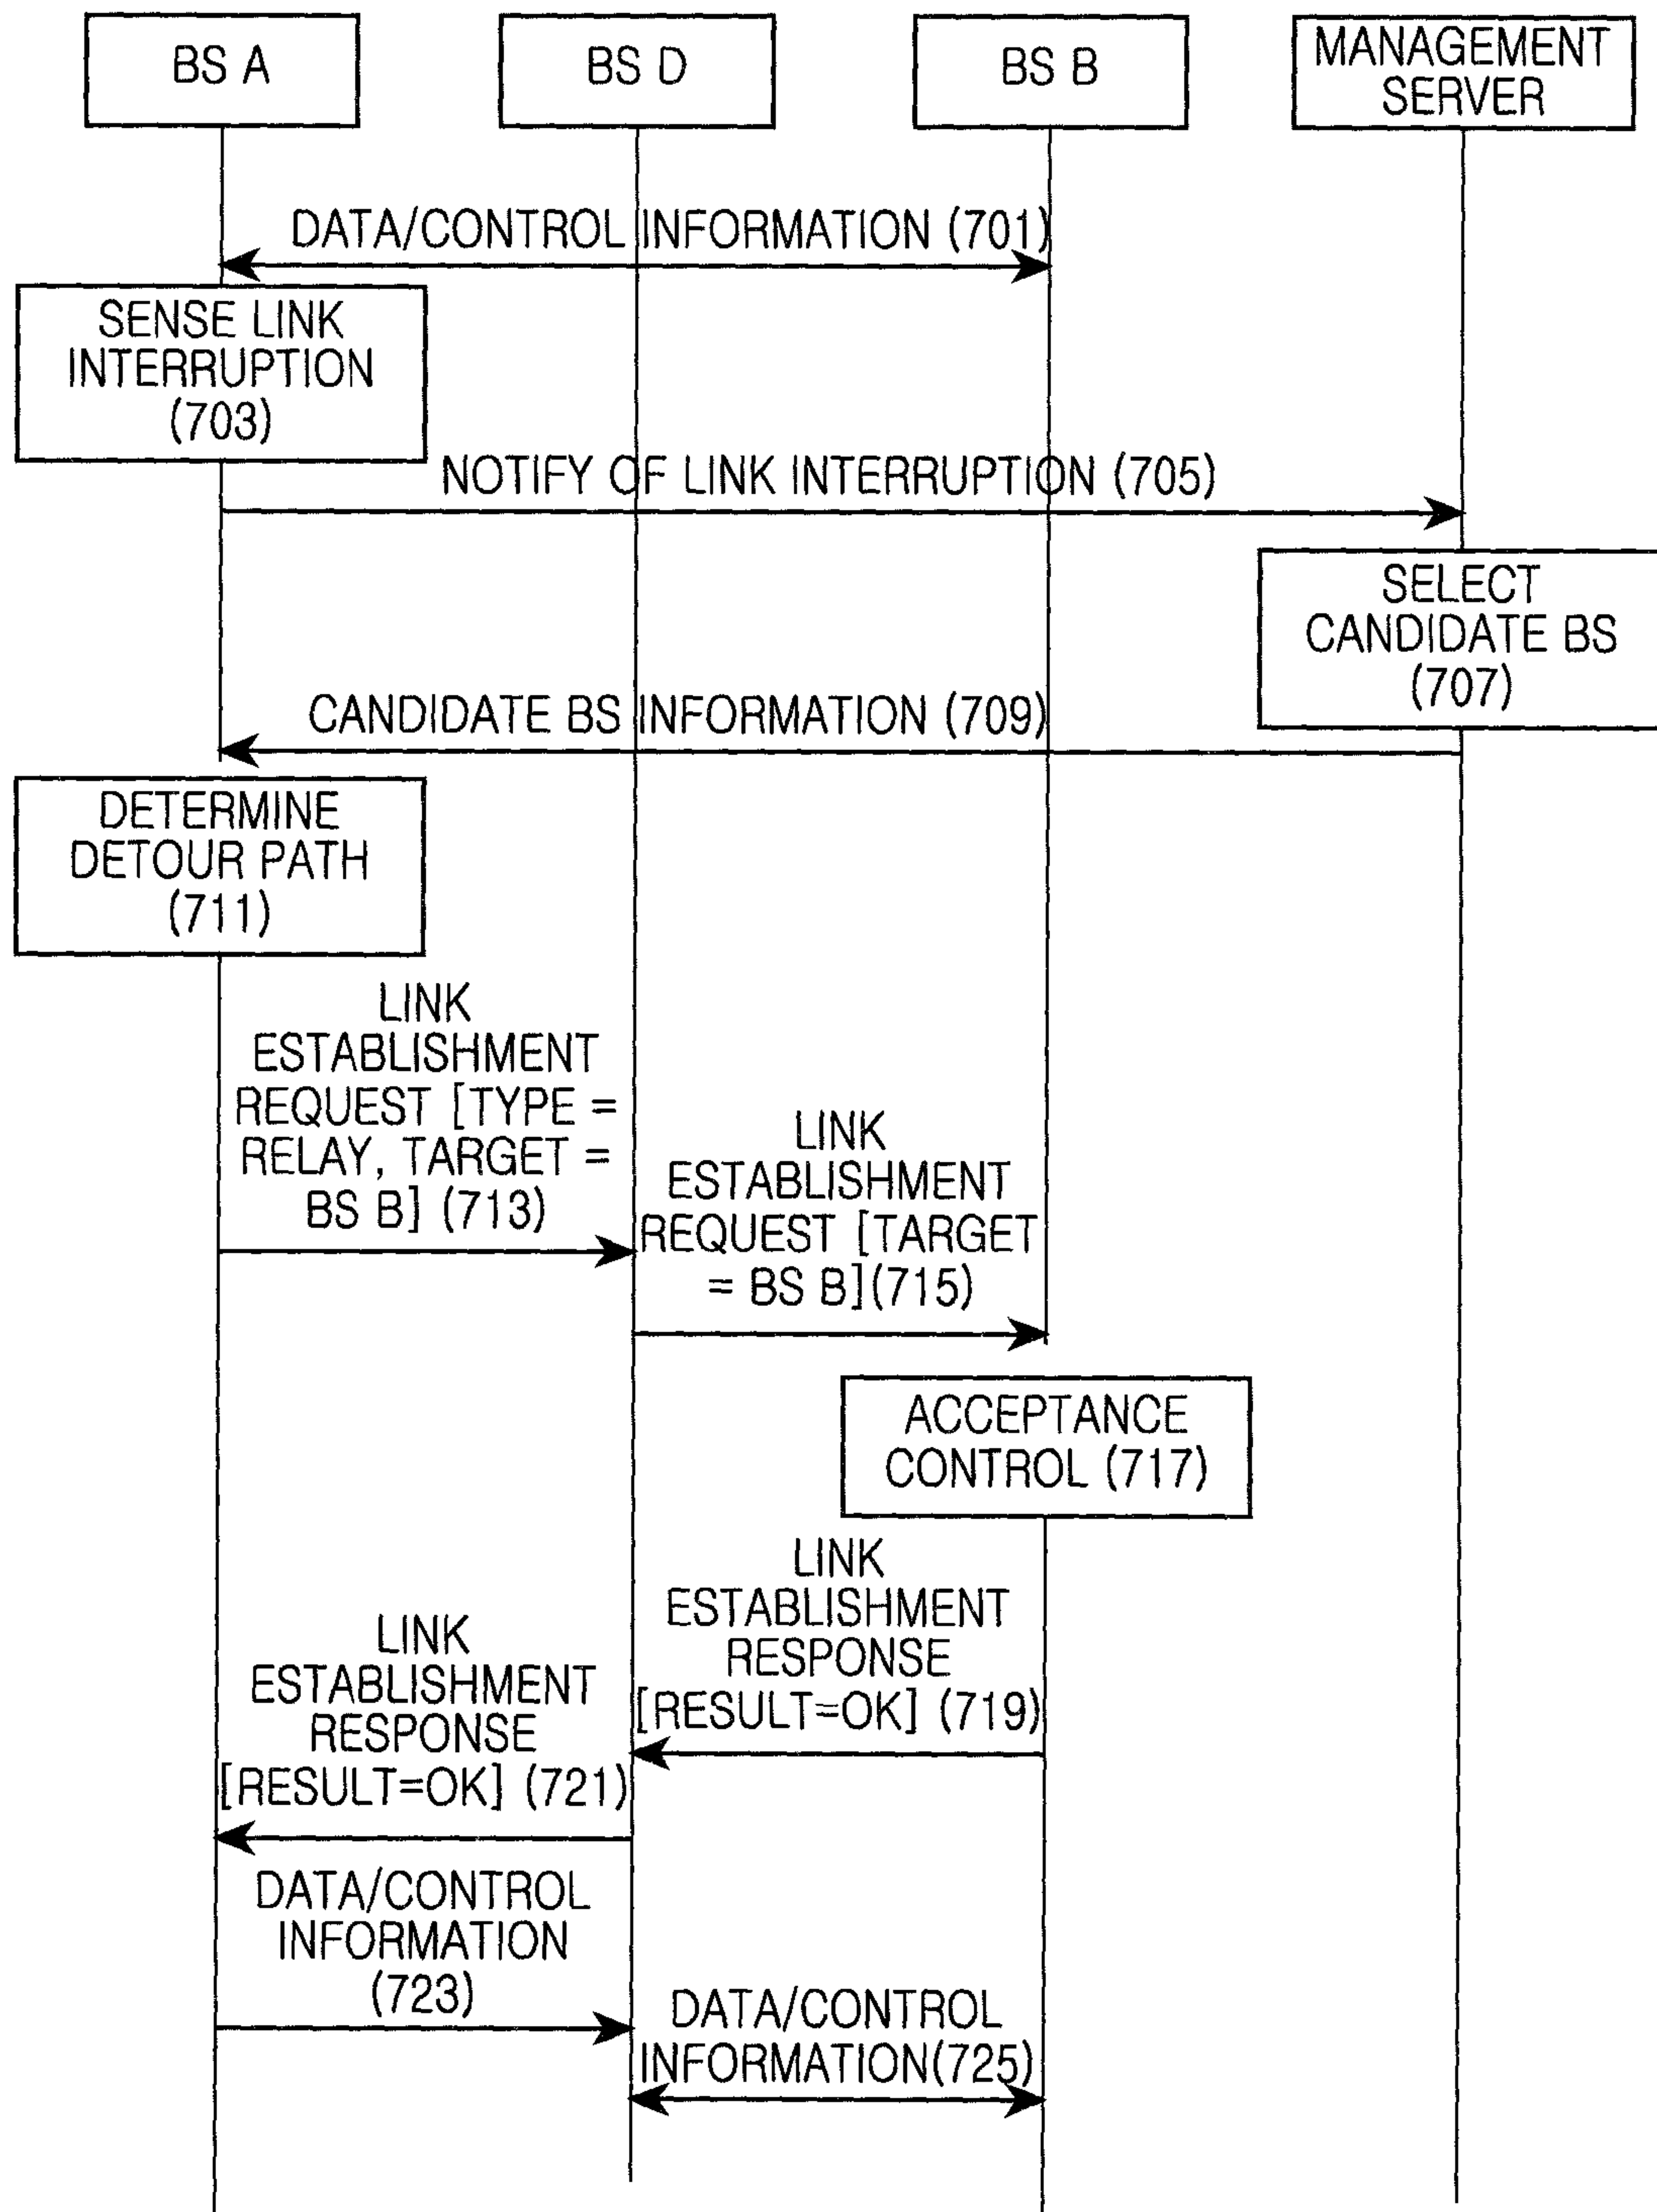 BS A
BS D
BS B
MANAGEMENT
SERVER
DATA/CONTROL INFORMATION (701)
SENSE LINK
INTERRUPTION
(703)
NOTIFY OF LINK INTERRUPTION (705)
SELECT
CANDIDATE BS
(707)
CANDIDATE BS INFORMATION (709)
DETERMINE
DETOUR PATH
(711)
LINK
ESTABLISHMENT
REQUEST [TYPE =
RELAY, TARGET =
BS B] (713)
LINK
ESTABLISHMENT
REQUEST [TARGET
= BS B](715)
ACCEPTANCE
CONTROL (717)
LINK
ESTABLISHMENT
RESPONSE
[RESULT=OK] (719)
LINK
ESTABLISHMENT
RESPONSE
[RESULT=OK] (721)
DATA/CONTROL
INFORMATION
(723)
DATA/CONTROL
INFORMATION(725)